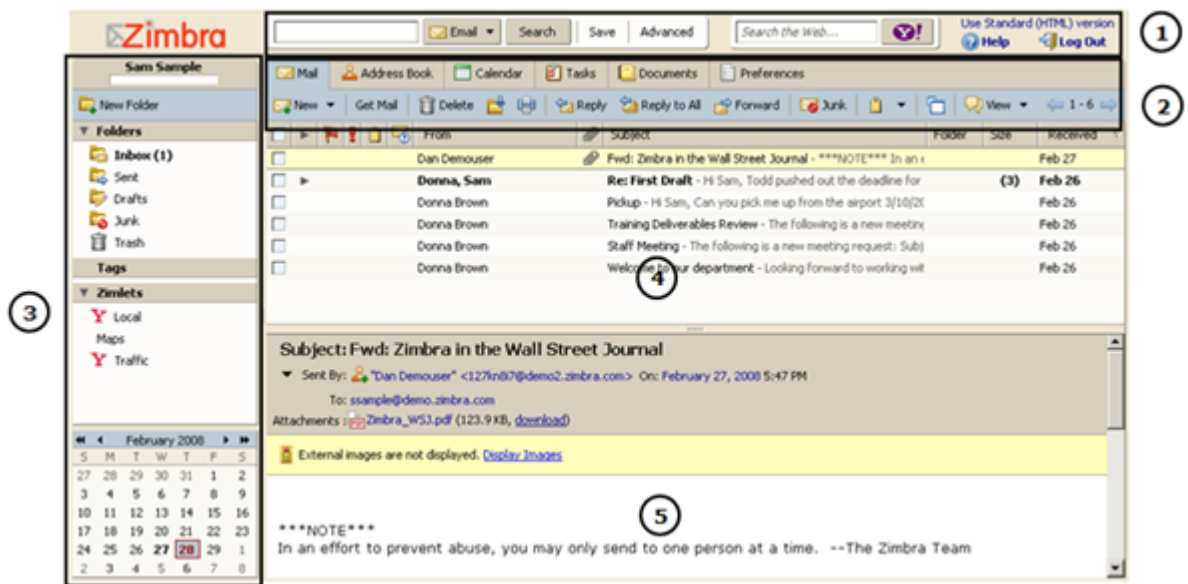 Zimbra
Email Search Save Advanced Search the Web... Y! Use Standard (HTML) version
Help Log Out
1
Sam Sample
Mail Address Book Calendar Tasks Documents Preferences
New Folder
New Get Mail Delete Reply Reply to All Forward Junk View 1 - 6
2
Folders
From Subject Folder Size Received
Inbox (1)
Dan Demouser Fwd: Zimbra in the Wall Street Journal - ***NOTE*** In an e Feb 27
Sent
Donna, Sam Re: First Draft - Hi Sam, Todd pushed out the deadline for (3) Feb 26
Drafts
Donna Brown Pickup - Hi Sam, Can you pick me up from the airport 3/10/20 Feb 26
Junk
Donna Brown Training Deliverables Review - The following is a new meeting Feb 26
Trash
Donna Brown Staff Meeting - The following is a new meeting request: Subj Feb 26
Tags
Donna Brown Welcome to our department - Looking forward to working wit Feb 26
4
Zimlets
3
Y Local
Maps
Y Traffic
Subject: Fwd: Zimbra in the Wall Street Journal
Sent By: "Dan Demouser" <127kn8i7@demo2.zimbra.com> On: February 27, 2008 5:47 PM
To: ssample@demo.zimbra.com
Attachments : Zimbra_WSJ.pdf (123.9 KB, download)
External images are not displayed. Display Images
February 2008
S M T W T F S
27 28 29 30 31 1 2
3 4 5 6 7 8 9
10 11 12 13 14 15 16
17 18 19 20 21 22 23
24 25 26 27 28 29 1
2 3 4 5 6 7 8
5
***NOTE***
In an effort to prevent abuse, you may only send to one person at a time. --The Zimbra Team